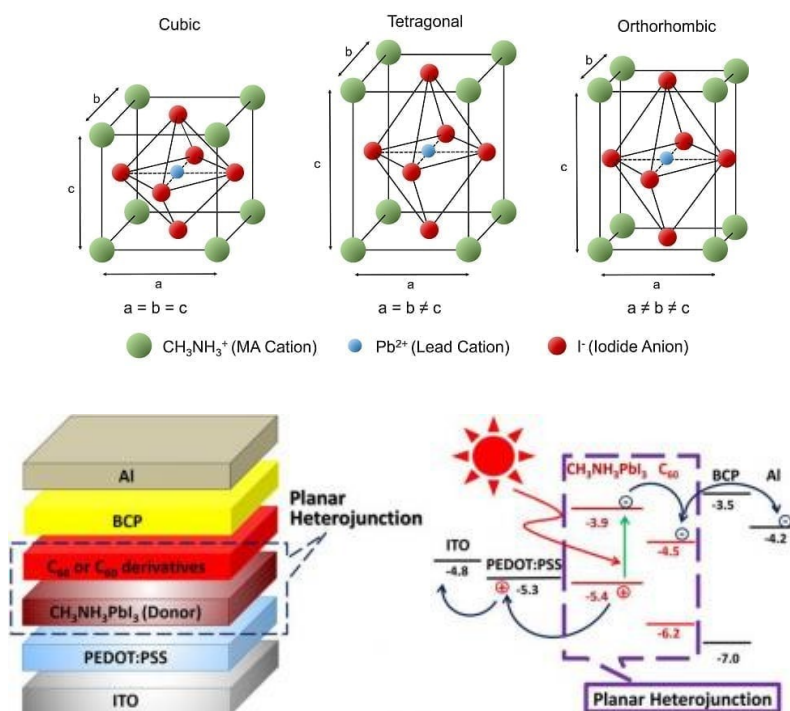 Cubic
Tetragonal
Orthorhombic
b
c
a
b
c
a
b
c
a
a = b = c
a = b ≠ c
a ≠ b ≠ c
CH₃NH₃⁺ (MA Cation)
Pb²⁺ (Lead Cation)
I⁻ (Iodide Anion)
Al
BCP
C₆₀ or C₆₀ derivatives
CH₃NH₃PbI₃ (Donor)
PEDOT:PSS
ITO
Planar
Heterojunction
CH₃NH₃PbI₃ C₆₀
BCP
Al
-3.5
-3.9
-4.2
-4.5
ITO
-4.8
PEDOT:PSS
-5.3
-5.4
-6.2
-7.0
Planar Heterojunction